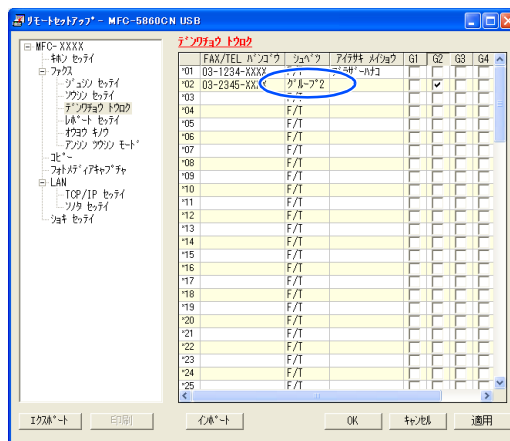 ﾘﾓｰﾄｾｯﾄｱｯﾌﾟ - MFC-5860CN USB
MFC-XXXX
ｷﾎﾝ ｾｯﾃｲ
ﾌｧｸｽ
ｼﾞｭｼﾝ ｾｯﾃｲ
ｿｳｼﾝ ｾｯﾃｲ
ﾃﾞﾝﾜﾁｮｳ ﾄｳﾛｸ
ﾚﾎﾟｰﾄ ｾｯﾃｲ
ｵｳﾖｳ ｷﾉｳ
ｱﾝｼﾝ ﾂｳｼﾝ ﾓｰﾄﾞ
ｺﾋﾟｰ
ﾌｫﾄﾒﾃﾞｨｱｷｬﾌﾟﾁｬ
LAN
TCP/IP ｾｯﾃｲ
ｿﾉﾀ ｾｯﾃｲ
ｼｮｷ ｾｯﾃｲ
ﾃﾞﾝﾜﾁｮｳ ﾄｳﾛｸ
FAX/TEL ﾊﾞﾝｺﾞｳ ｼｭﾍﾞﾂ ｱｲﾃｻｷ ﾒｲｼｮｳ G1 G2 G3 G4
*01 03-1234-XXXX F/T ﾌﾞﾗｻﾞｰﾊﾅｺ
*02 03-2345-XXXX ｸﾞﾙｰﾌﾟ2
*03 F/T
*04 F/T
*05 F/T
*06 F/T
*07 F/T
*08 F/T
*09 F/T
*10 F/T
*11 F/T
*12 F/T
*13 F/T
*14 F/T
*15 F/T
*16 F/T
*17 F/T
*18 F/T
*19 F/T
*20 F/T
*21 F/T
*22 F/T
*23 F/T
*24 F/T
*25 F/T
ｴｸｽﾎﾟｰﾄ 印刷 ｲﾝﾎﾟｰﾄ OK ｷｬﾝｾﾙ 適用